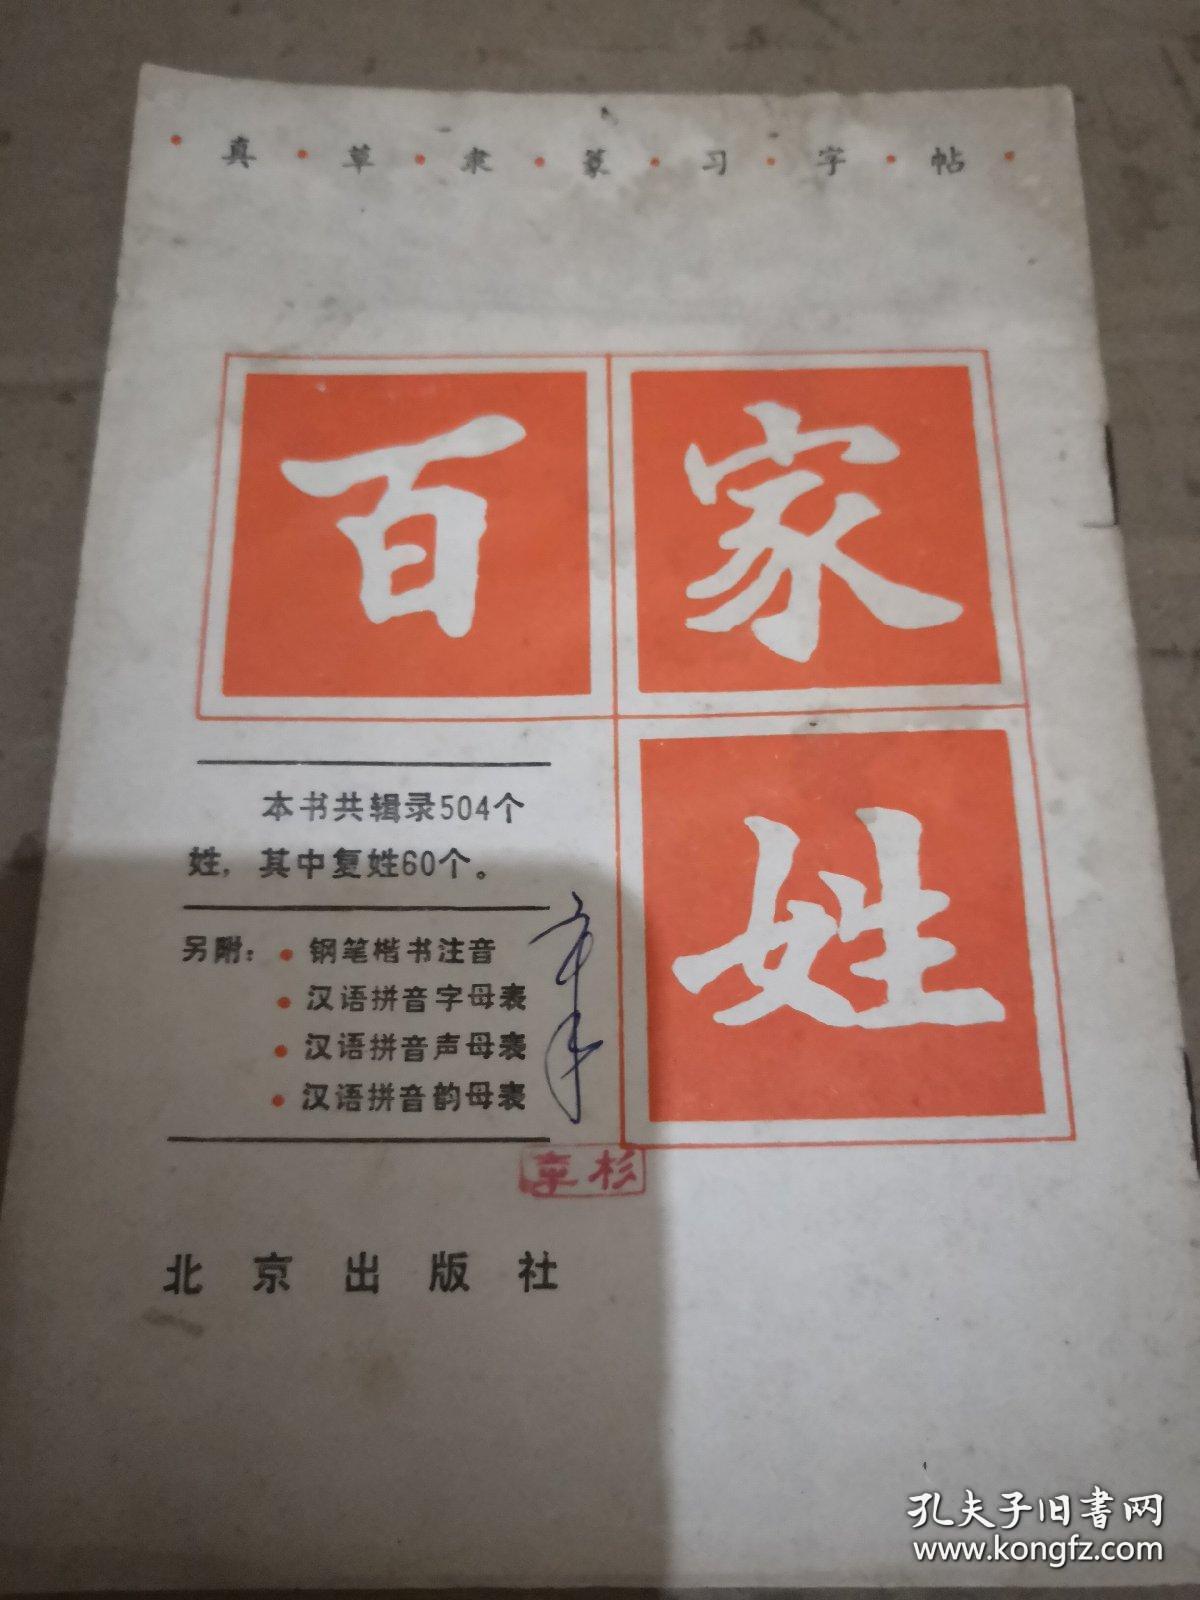 ·真·草·隶·篆·习·字·帖·
百家
姓
本书共辑录504个
姓，其中复姓60个。
另附：·钢笔楷书注音
·汉语拼音字母表
·汉语拼音声母表
·汉语拼音韵母表
北京出版社
孔夫子旧书网
www.kongfz.com